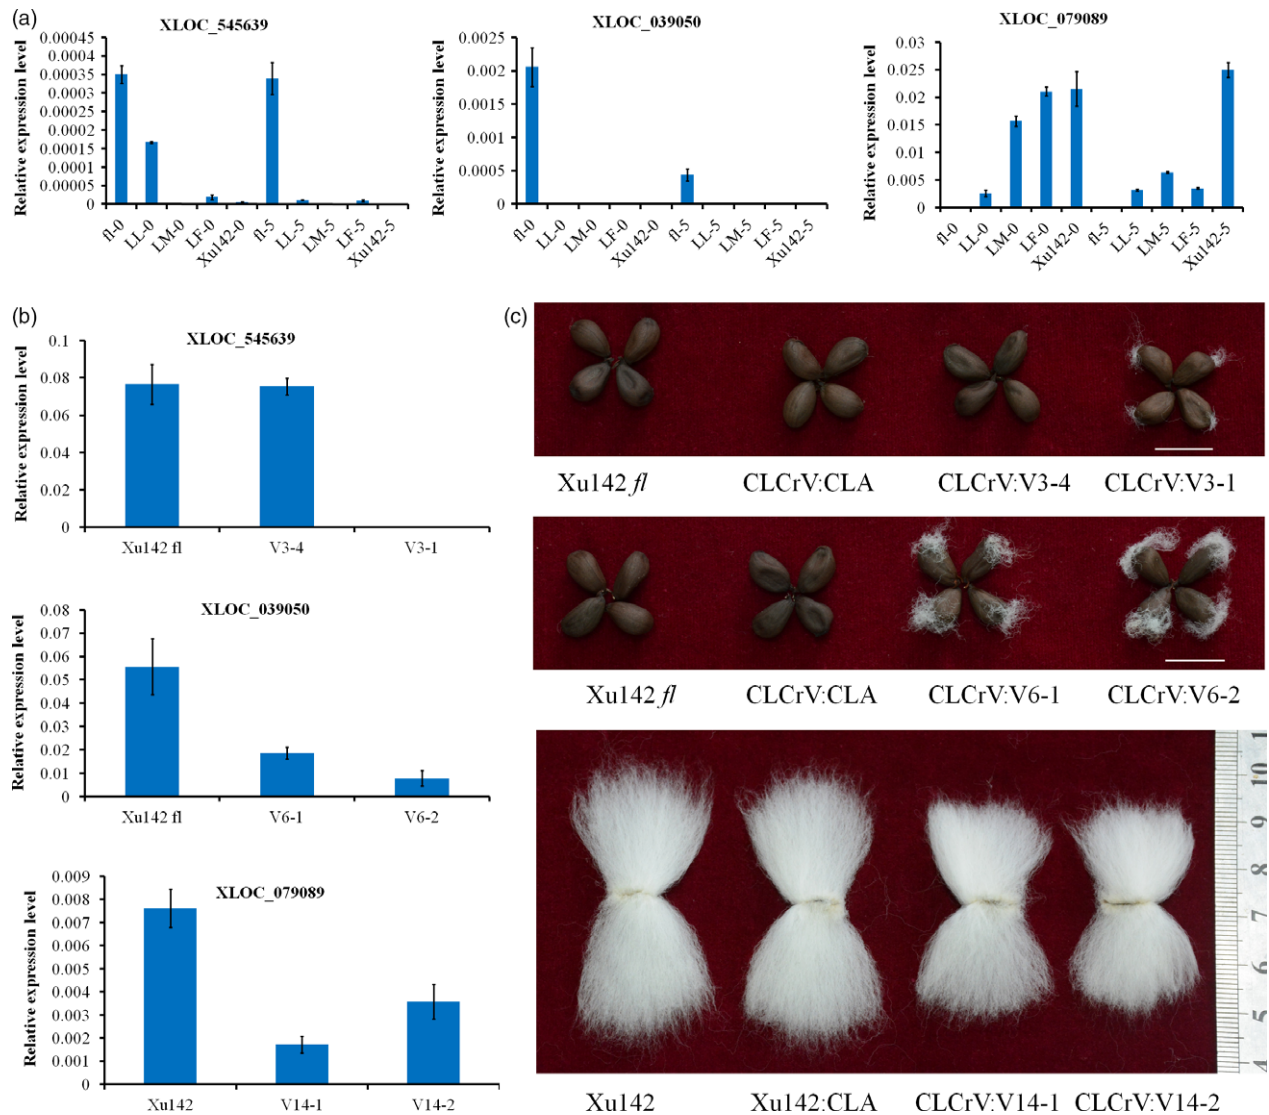 (a)
XLOC_545639
Relative expression level
0.00045
0.0004
0.00035
0.0003
0.00025
0.0002
0.00015
0.0001
0.00005
0
fl-0
LL-0
LM-0
LF-0
Xu142-0
fl-5
LL-5
LM-5
LF-5
Xu142-5
XLOC_039050
Relative expression level
0.0025
0.002
0.0015
0.001
0.0005
0
fl-0
LL-0
LM-0
LF-0
Xu142-0
fl-5
LL-5
LM-5
LF-5
Xu142-5
XLOC_079089
Relative expression level
0.03
0.025
0.02
0.015
0.01
0.005
0
fl-0
LL-0
LM-0
LF-0
Xu142-0
fl-5
LL-5
LM-5
LF-5
Xu142-5
(b)
XLOC_545639
Relative expression level
0.1
0.08
0.06
0.04
0.02
0
Xu142 fl
V3-4
V3-1
XLOC_039050
Relative expression level
0.08
0.07
0.06
0.05
0.04
0.03
0.02
0.01
0
Xu142 fl
V6-1
V6-2
XLOC_079089
Relative expression level
0.009
0.008
0.007
0.006
0.005
0.004
0.003
0.002
0.001
0
Xu142
V14-1
V14-2
(c)
Xu142 fl
CLCrV:CLA
CLCrV:V3-4
CLCrV:V3-1
Xu142 fl
CLCrV:CLA
CLCrV:V6-1
CLCrV:V6-2
10
9
8
7
6
5
4
Xu142
Xu142:CLA
CLCrV:V14-1
CLCrV:V14-2